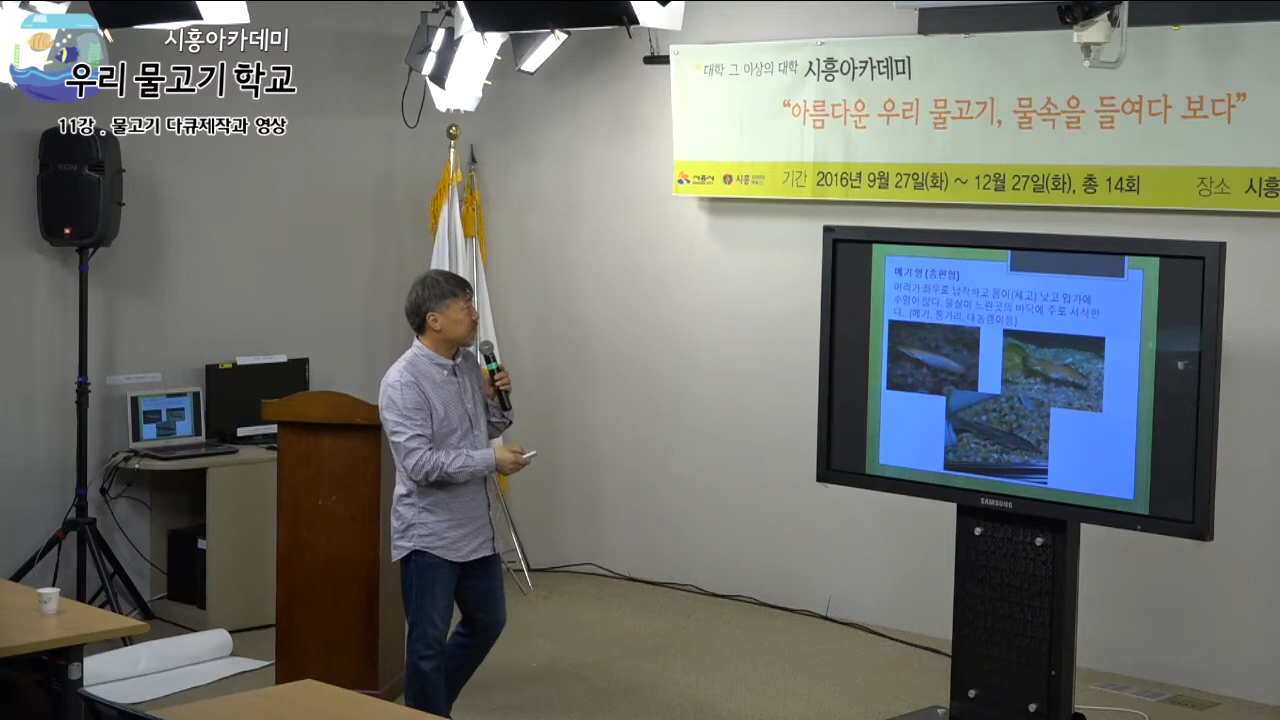 시흥아카데미
우리 물고기 학교
11강 . 물고기 다큐제작과 영상
대학 그 이상의 대학 시흥아카데미
“아름다운 우리 물고기, 물속을 들여다 보다”
시흥시 시흥 기간 2016년 9월 27일(화) ~ 12월 27일(화), 총 14회 장소 시흥
메기형 (종편형)
머리가 좌우로 납작하고 몸이(체고) 낮고 입가에
수염이 많다. 물살이 느린곳의 바닥에 주로 서식한
다. (메기, 퉁가리, 대농갱이등)
SAMSUNG